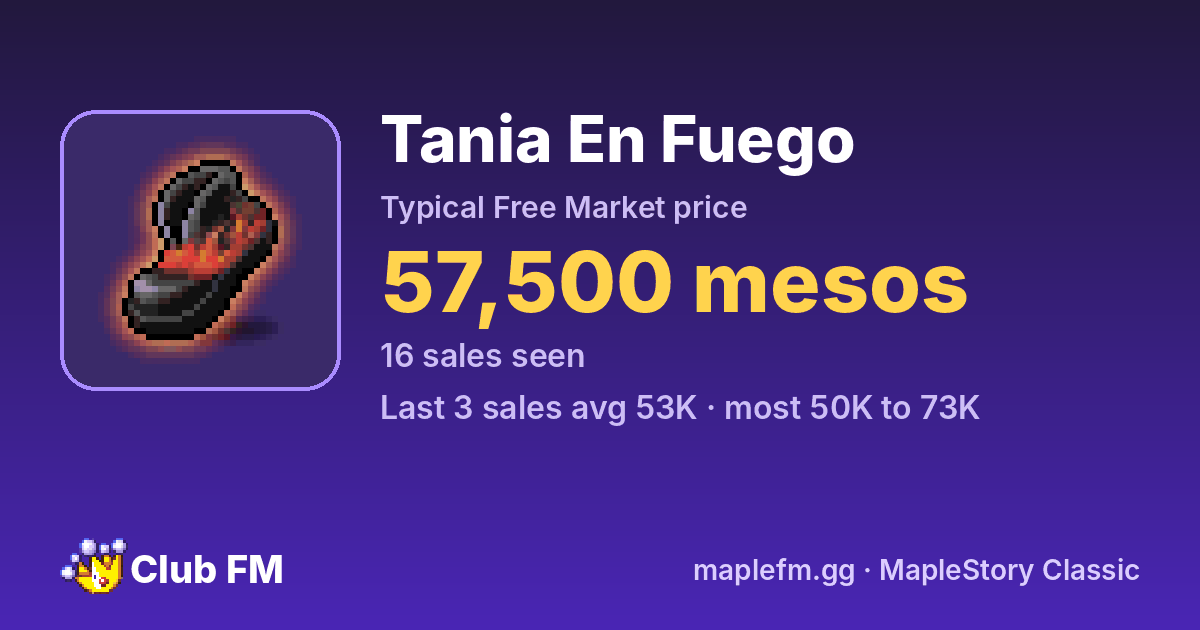 Tania En Fuego
Typical Free Market price
57,500 mesos
16 sales seen
Last 3 sales avg 53K · most 50K to 73K
Club FM
maplefm.gg · MapleStory Classic